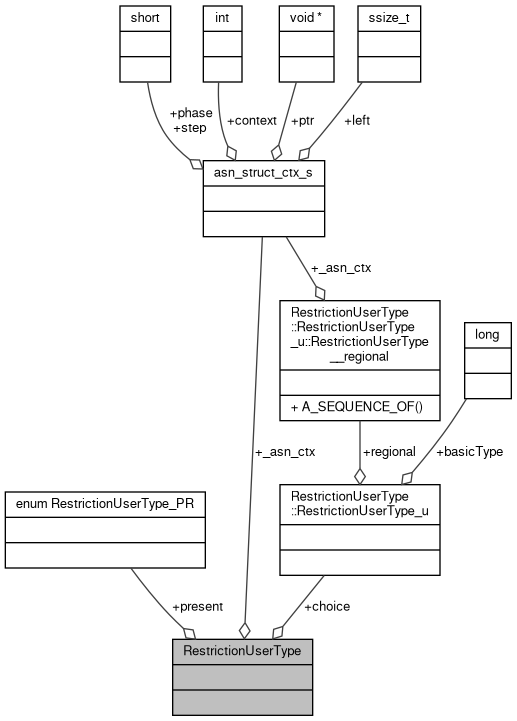 short
int
void *
ssize_t
+phase
+step
+context
+ptr
+left
asn_struct_ctx_s
+_asn_ctx
RestrictionUserType
::RestrictionUserType
_u::RestrictionUserType
__regional
+ A_SEQUENCE_OF()
long
+_asn_ctx
+regional
+basicType
enum RestrictionUserType_PR
RestrictionUserType
::RestrictionUserType_u
+present
+choice
RestrictionUserType